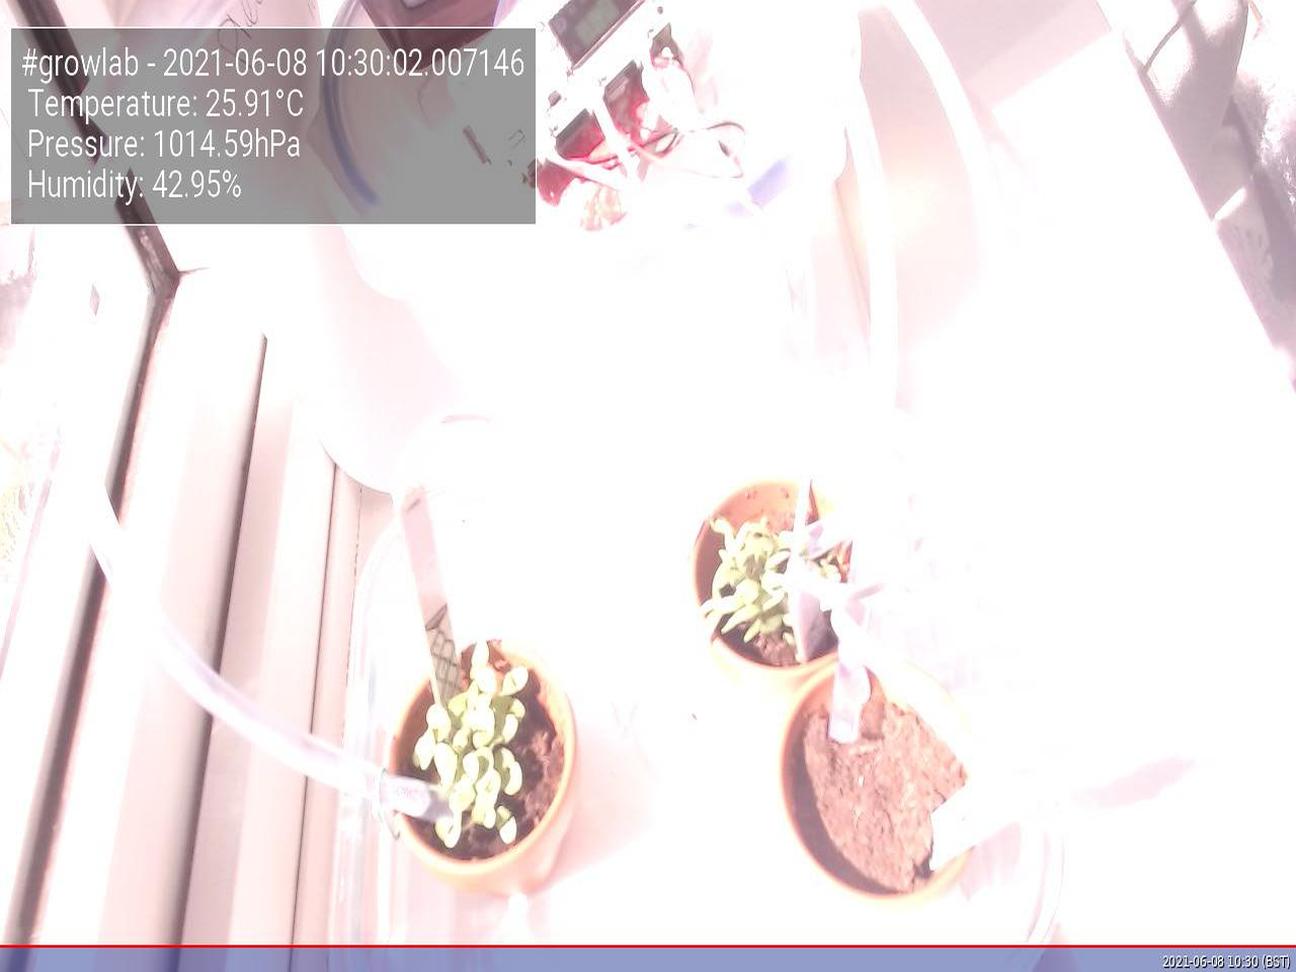 #growlab - 2021-06-08 10:30:02.007146
Temperature: 25.91°C
Pressure: 1014.59hPa
Humidity: 42.95%
2021-06-08 10:30 (BST)